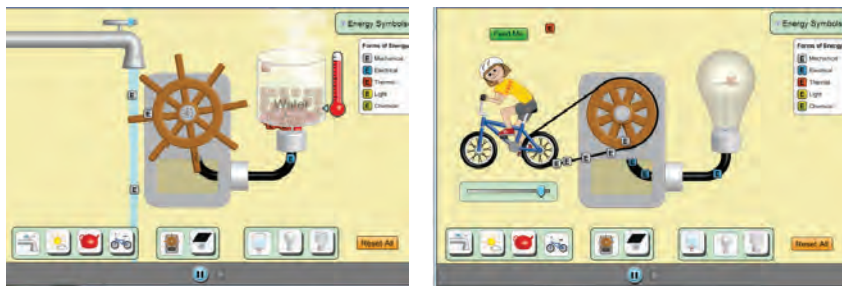 Energy Symbols
Forms of Energy
E Mechanical
E Electrical
E Thermal
E Light
E Chemical
E
E
E
E
Water
Reset All
Feed Me
E
Energy Symbols
Forms of Energy
E Mechanical
E Electrical
E Thermal
E Light
E Chemical
E
E E E E
E E E
Reset All